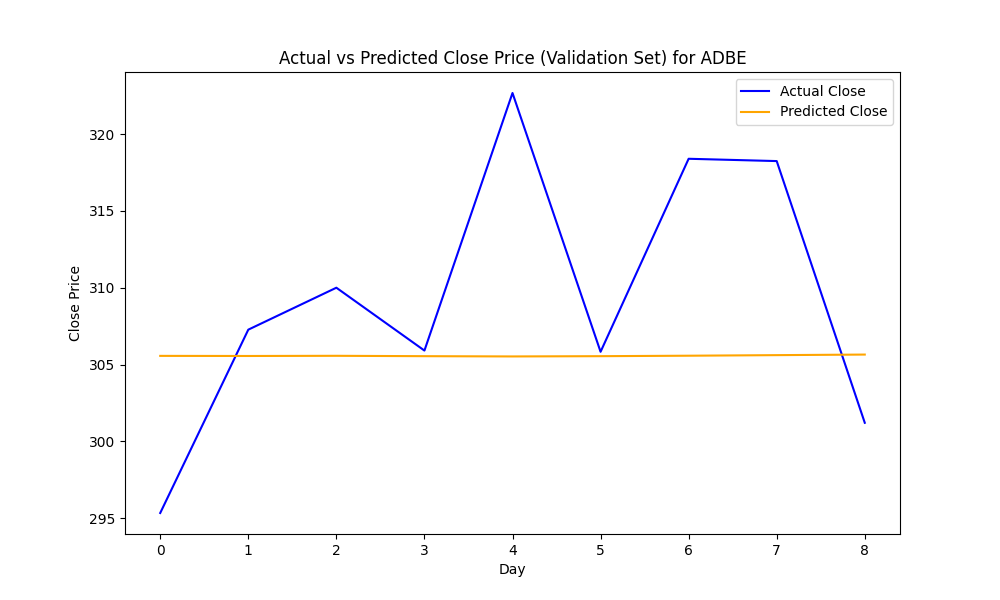 Actual vs Predicted Close Price (Validation Set) for ADBE
Actual Close
Predicted Close
Close Price
320
315
310
305
300
295
0 1 2 3 4 5 6 7 8
Day